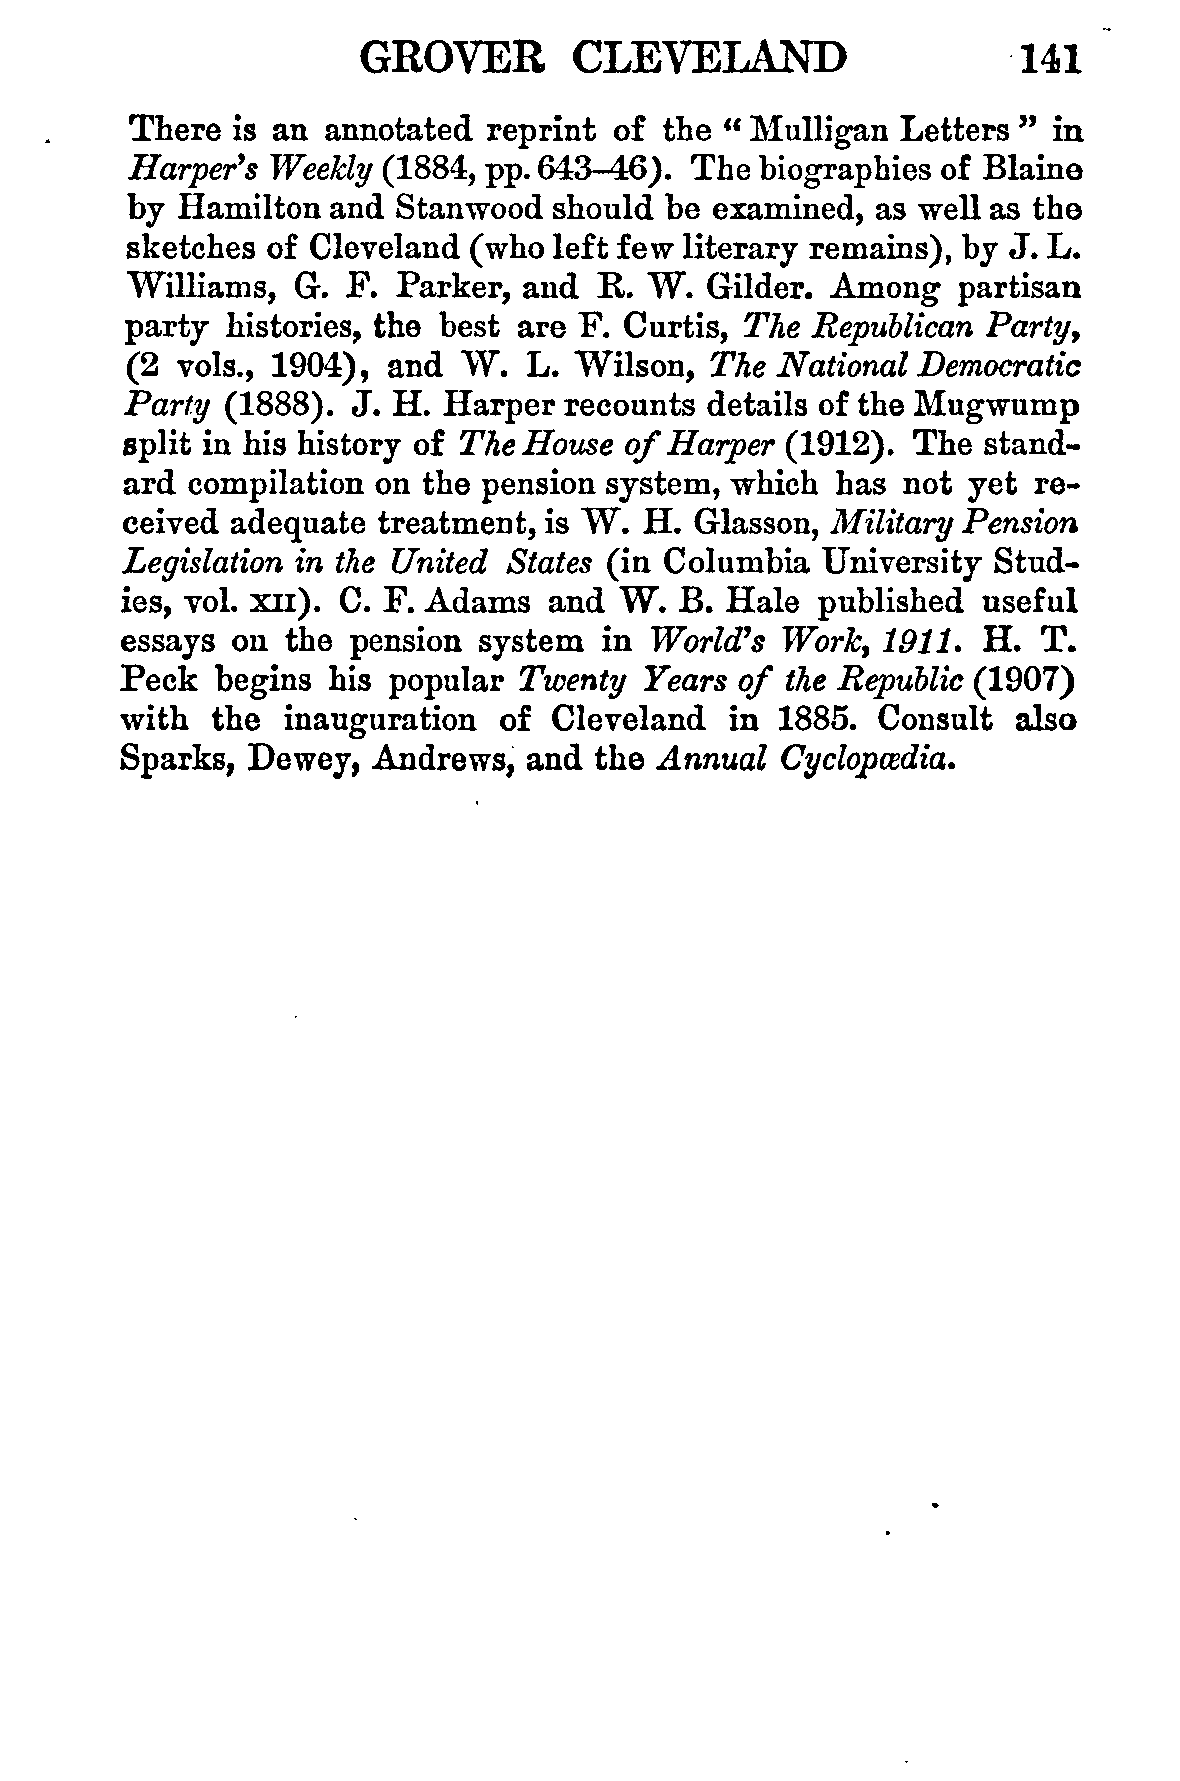 GROVER CLEVELAND 141
There is an annotated reprint of the “Mulligan Letters” in
Harper's Weekly (1884, pp. 643–46). The biographies of Blaine
by Hamilton and Stanwood should be examined, as well as the
sketches of Cleveland (who left few literary remains), by J. L.
Williams, G. F. Parker, and R. W. Gilder. Among partisan
party histories, the best are F. Curtis, The Republican Party,
(2 vols., 1904), and W. L. Wilson, The National Democratic
Party (1888). J. H. Harper recounts details of the Mugwump
split in his history of The House of Harper (1912). The stand-
ard compilation on the pension system, which has not yet re-
ceived adequate treatment, is W. H. Glasson, Military Pension
Legislation in the United States (in Columbia University Stud-
ies, vol. XII). C. F. Adams and W. B. Hale published useful
essays on the pension system in World's Work, 1911. H. T.
Peck begins his popular Twenty Years of the Republic (1907)
with the inauguration of Cleveland in 1885. Consult also
Sparks, Dewey, Andrews, and the Annual Cyclopœdia.